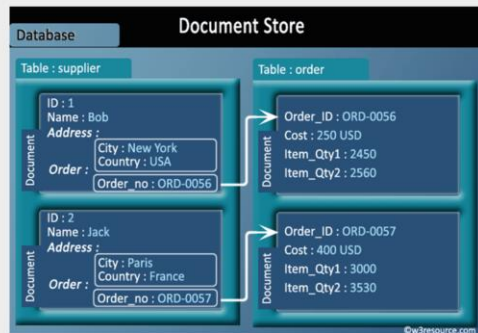 Document Store
Database
Table : supplier
Document
ID : 1
Name : Bob
Address :
City : New York
Country : USA
Order :
Order_no : ORD-0056
Document
ID : 2
Name : Jack
Address :
City : Paris
Country : France
Order :
Order_no : ORD-0057
Table : order
Document
Order_ID : ORD-0056
Cost : 250 USD
Item_Qty1 : 2450
Item_Qty2 : 2560
Document
Order_ID : ORD-0057
Cost : 400 USD
Item_Qty1 : 3000
Item_Qty2 : 3530
©w3resource.com